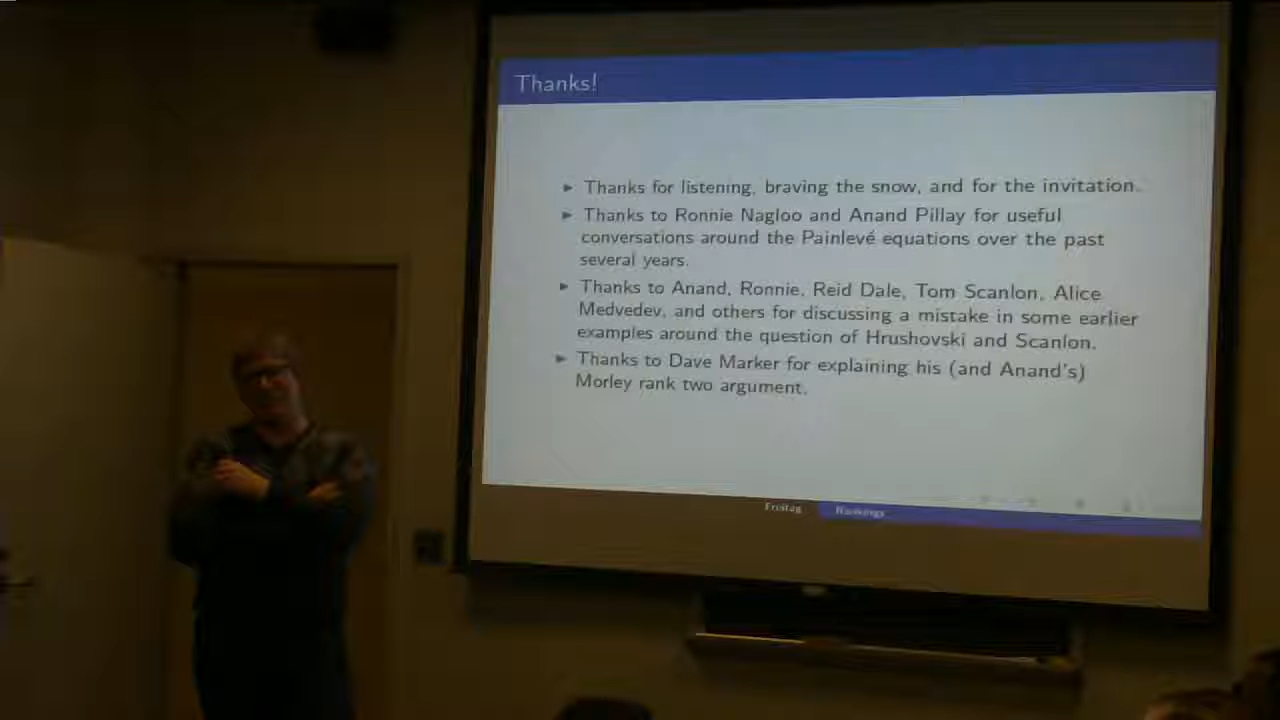 Thanks!
► Thanks for listening, braving the snow, and for the invitation.
► Thanks to Ronnie Nagloo and Anand Pillay for useful
conversations around the Painlevé equations over the past
several years.
► Thanks to Anand, Ronnie, Reid Dale, Tom Scanlon, Alice
Medvedev, and others for discussing a mistake in some earlier
examples around the question of Hrushovski and Scanlon.
► Thanks to Dave Marker for explaining his (and Anand's)
Morley rank two argument.
Freitag Rankings